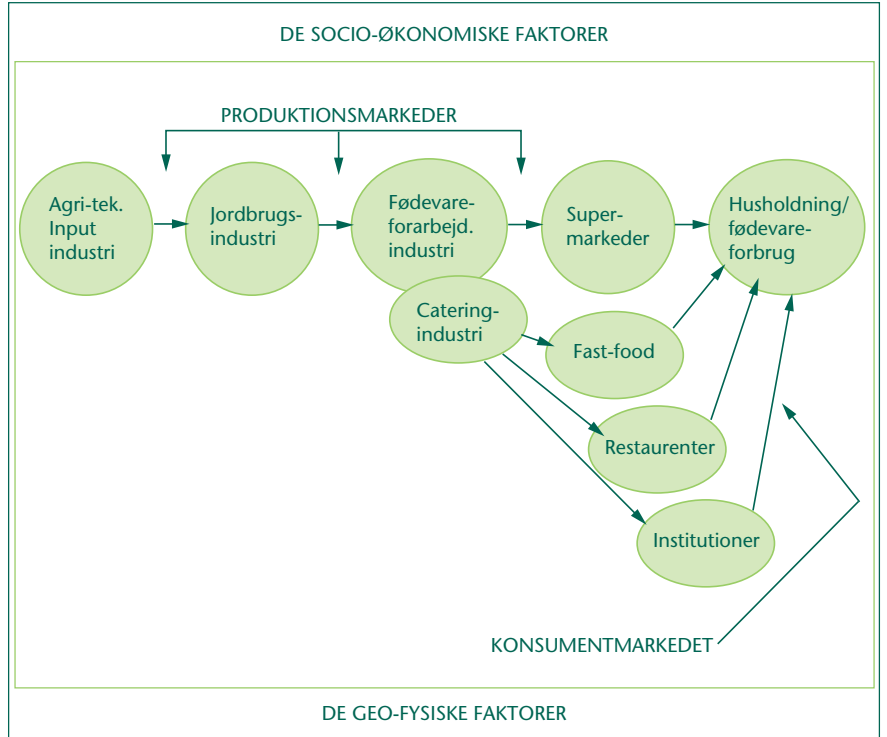 DE SOCIO-ØKONOMISKE FAKTORER
PRODUKTIONSMARKEDER
Agri-tek.
Input
industri
Jordbrugs-
industri
Fødevare-
forarbejd.
industri
Super-
markeder
Husholdning/
fødevare-
forbrug
Catering-
industri
Fast-food
Restaurenter
Institutioner
KONSUMENTMARKEDET
DE GEO-FYSISKE FAKTORER